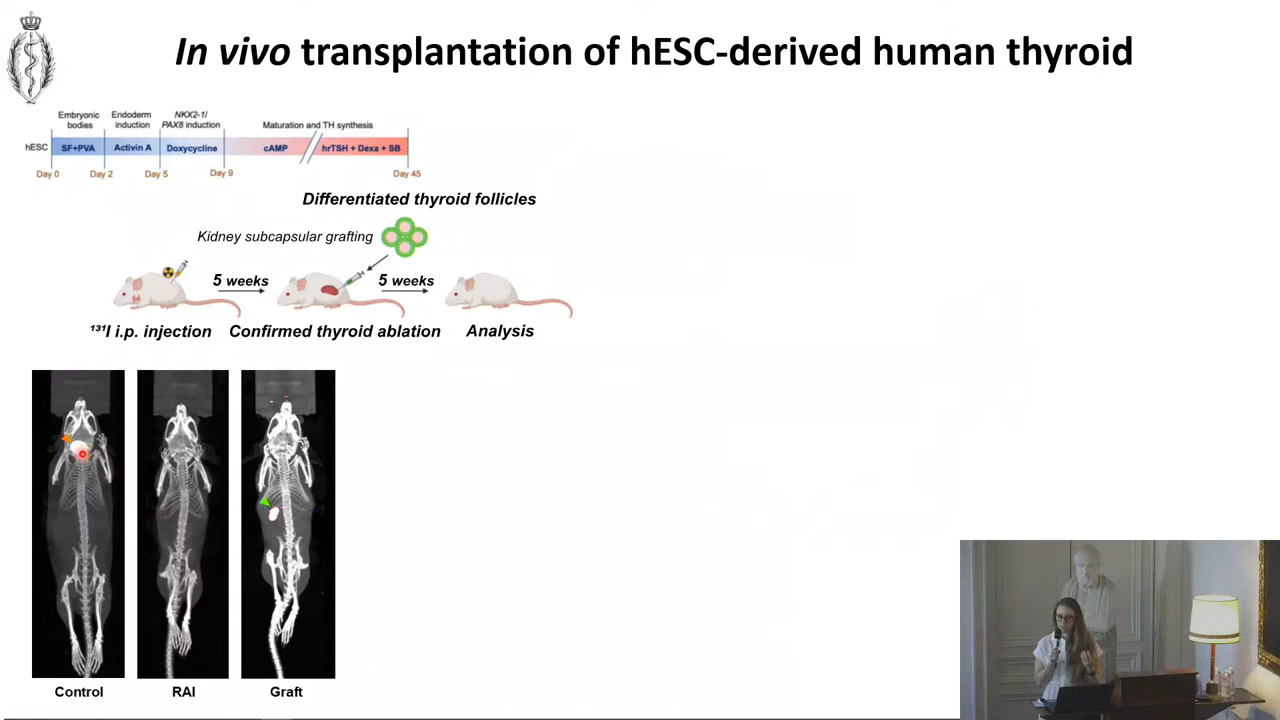 In vivo transplantation of hESC-derived human thyroid
Embryonic bodies
Endoderm induction
NKX2-1/ PAX8 induction
Maturation and TH synthesis
hESC
SF+PVA
Activin A
Doxycycline
cAMP
hrTSH + Dexa + SB
Day 0
Day 2
Day 5
Day 9
Day 45
Differentiated thyroid follicles
Kidney subcapsular grafting
5 weeks
5 weeks
¹³¹I i.p. injection
Confirmed thyroid ablation
Analysis
Control
RAI
Graft